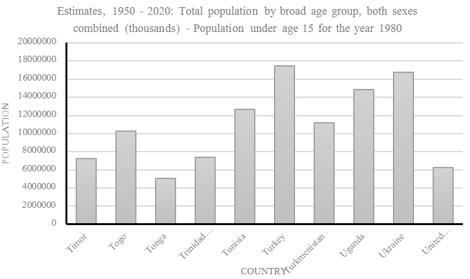 Estimates, 1950 - 2020: Total population by broad age group, both sexes
combined (thousands) - Population under age 15 for the year 1980
20000000
18000000
16000000
14000000
12000000
10000000
8000000
6000000
4000000
2000000
0
POPULATION
Timor
Togo
Tonga
Trinidad...
Tunisia
Turkey
Turkmenistan
Uganda
Ukraine
United...
COUNTRY